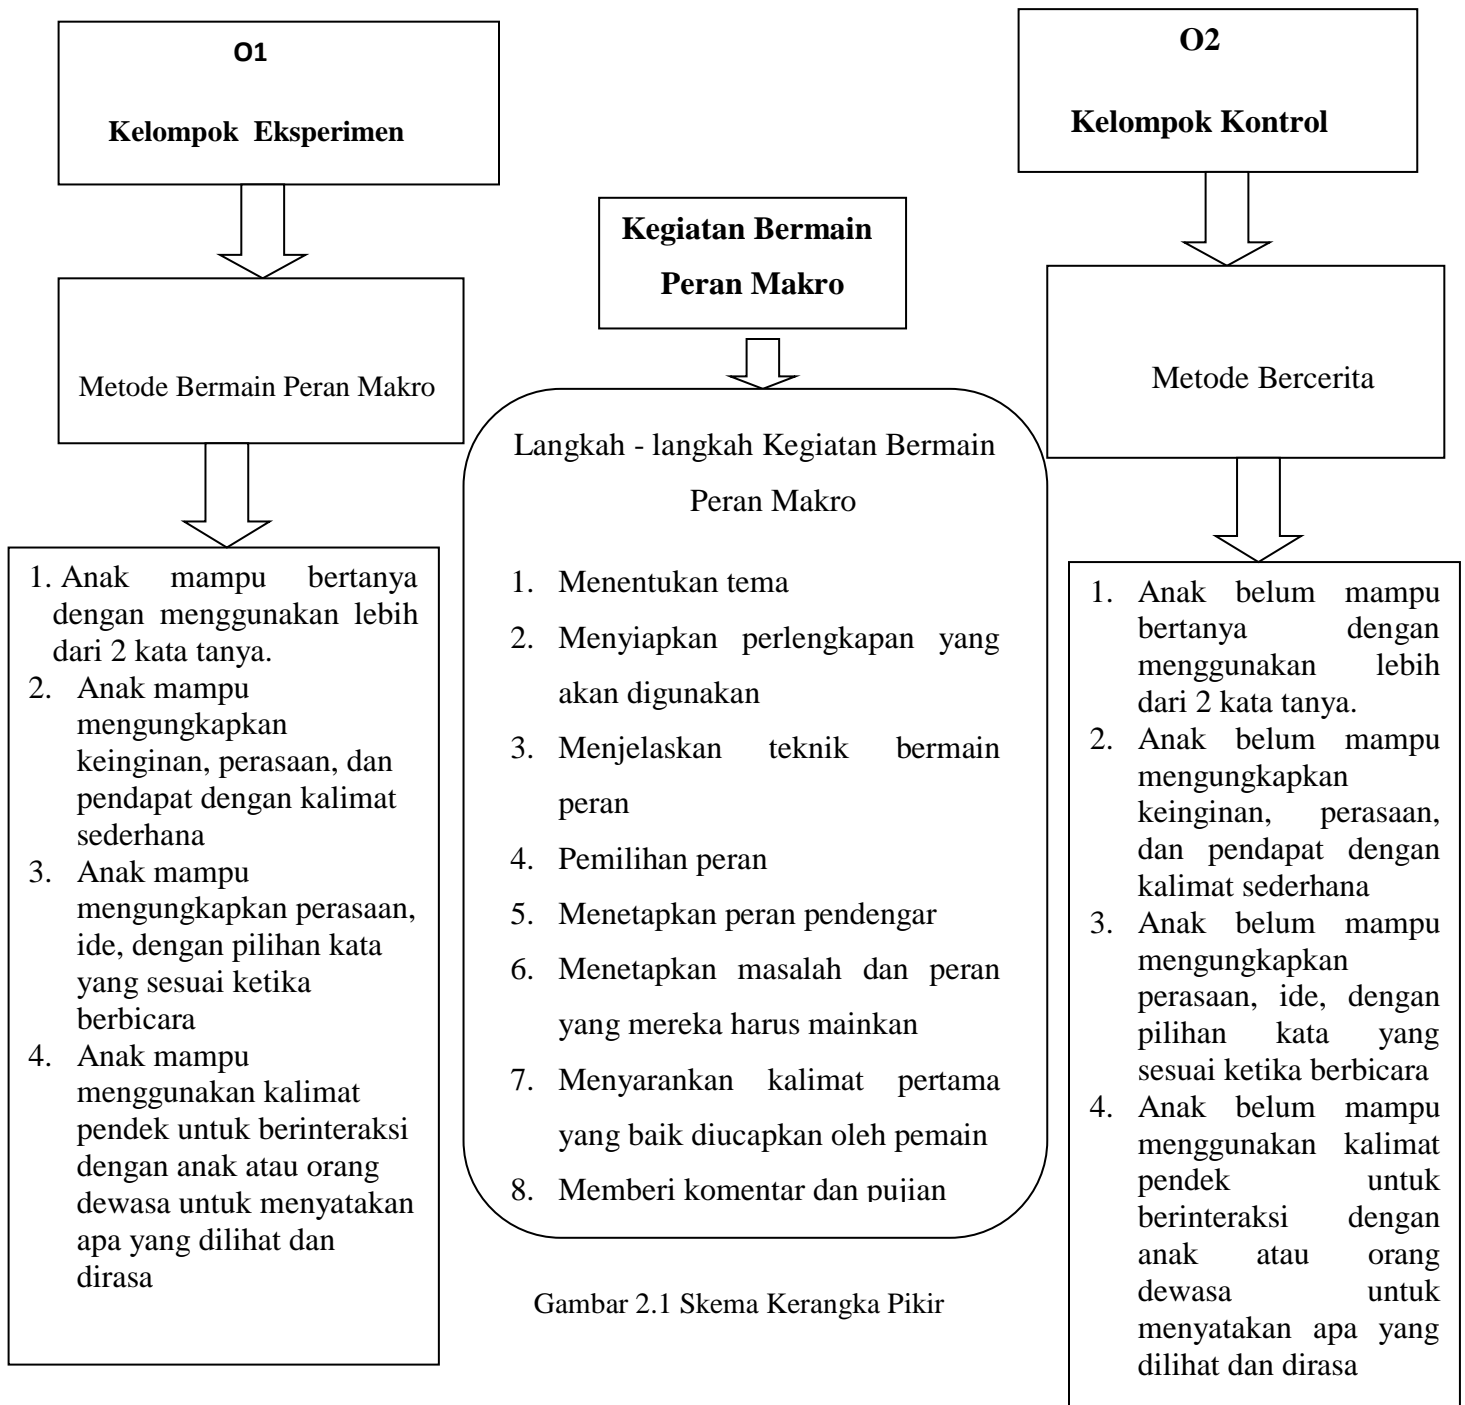 O1
Kelompok Eksperimen
Metode Bermain Peran Makro
1. Anak mampu bertanya
dengan menggunakan lebih
dari 2 kata tanya.
2. Anak mampu
mengungkapkan
keinginan, perasaan, dan
pendapat dengan kalimat
sederhana
3. Anak mampu
mengungkapkan perasaan,
ide, dengan pilihan kata
yang sesuai ketika
berbicara
4. Anak mampu
menggunakan kalimat
pendek untuk berinteraksi
dengan anak atau orang
dewasa untuk menyatakan
apa yang dilihat dan
dirasa
Kegiatan Bermain
Peran Makro
Langkah - langkah Kegiatan Bermain
Peran Makro
1. Menentukan tema
2. Menyiapkan perlengkapan yang
akan digunakan
3. Menjelaskan teknik bermain
peran
4. Pemilihan peran
5. Menetapkan peran pendengar
6. Menetapkan masalah dan peran
yang mereka harus mainkan
7. Menyarankan kalimat pertama
yang baik diucapkan oleh pemain
8. Memberi komentar dan pujian
O2
Kelompok Kontrol
Metode Bercerita
1. Anak belum mampu
bertanya dengan
menggunakan lebih
dari 2 kata tanya.
2. Anak belum mampu
mengungkapkan
keinginan, perasaan,
dan pendapat dengan
kalimat sederhana
3. Anak belum mampu
mengungkapkan
perasaan, ide, dengan
pilihan kata yang
sesuai ketika berbicara
4. Anak belum mampu
menggunakan kalimat
pendek untuk
berinteraksi dengan
anak atau orang
dewasa untuk
menyatakan apa yang
dilihat dan dirasa
Gambar 2.1 Skema Kerangka Pikir